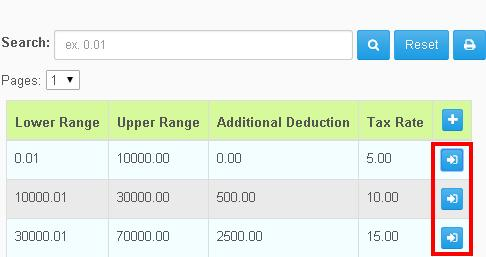 Search: ex. 0.01 Reset
Pages: 1
Lower Range Upper Range Additional Deduction Tax Rate
0.01 10000.00 0.00 5.00
10000.01 30000.00 500.00 10.00
30000.01 70000.00 2500.00 15.00